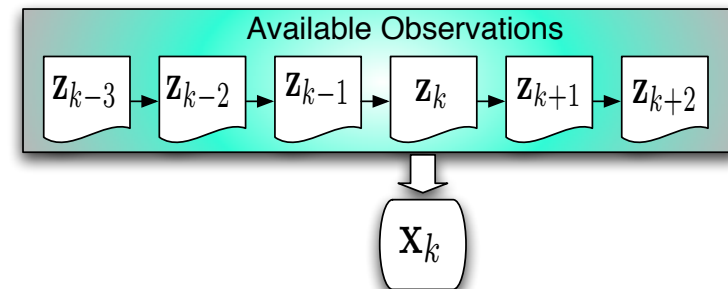 Available Observations
z_{k-3} z_{k-2} z_{k-1} z_k z_{k+1} z_{k+2}
x_k